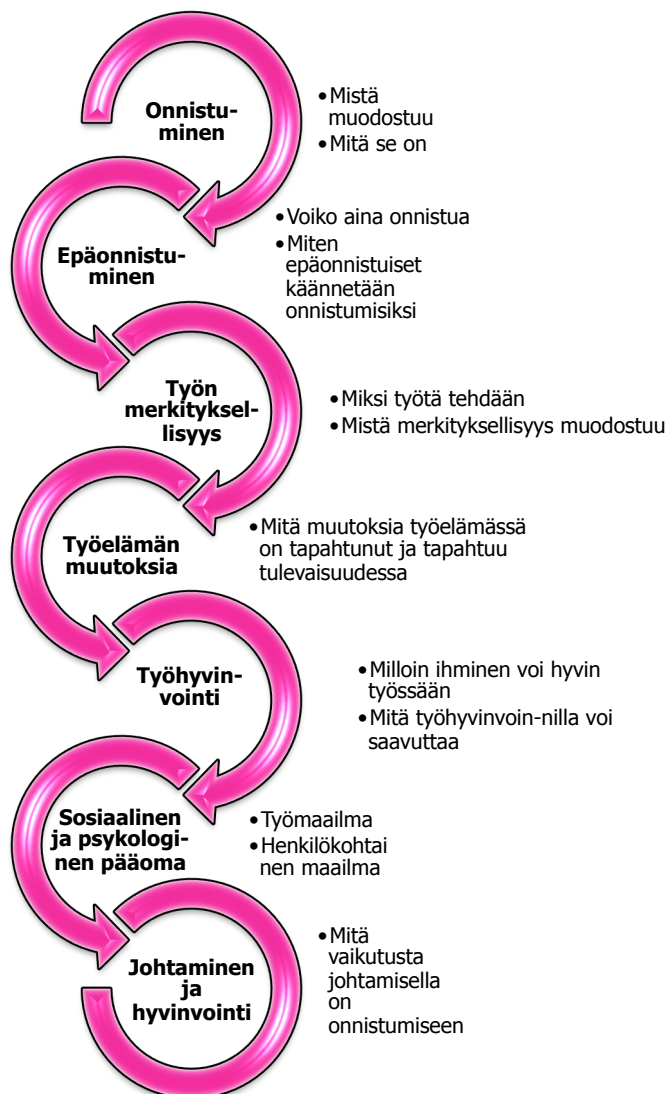 Onnistu-
minen
•Mistä
muodostuu
•Mitä se on
Epäonnistu-
minen
•Voiko aina onnistua
•Miten
epäonnistuiset
käännetään
onnistumisiksi
Työn
merkityksel-
lisyys
•Miksi työtä tehdään
•Mistä merkityksellisyys muodostuu
Työelämän
muutoksia
•Mitä muutoksia työelämässä
on tapahtunut ja tapahtuu
tulevaisuudessa
Työhyvin-
vointi
•Milloin ihminen voi hyvin
työssään
•Mitä työhyvinvoin-nilla voi
saavuttaa
Sosiaalinen
ja psykologi-
nen pääoma
•Työmaailma
•Henkilökohtai
nen maailma
Johtaminen
ja
hyvinvointi
•Mitä
vaikutusta
johtamisella
on
onnistumiseen